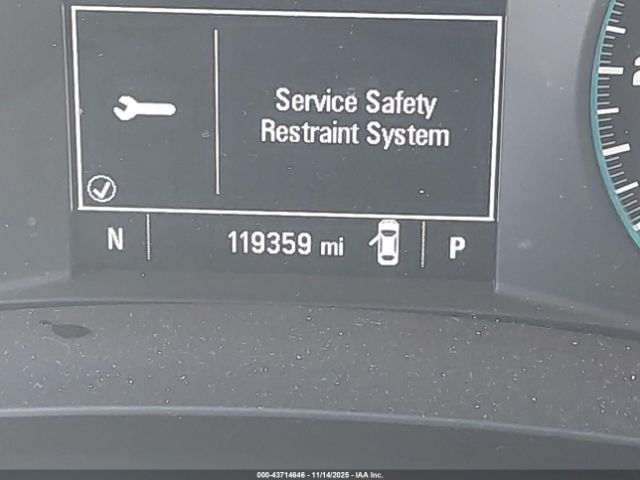 Service Safety
Restraint System
N 119359 mi P
000-43714646 - 11/14/2025 - IAA Inc.